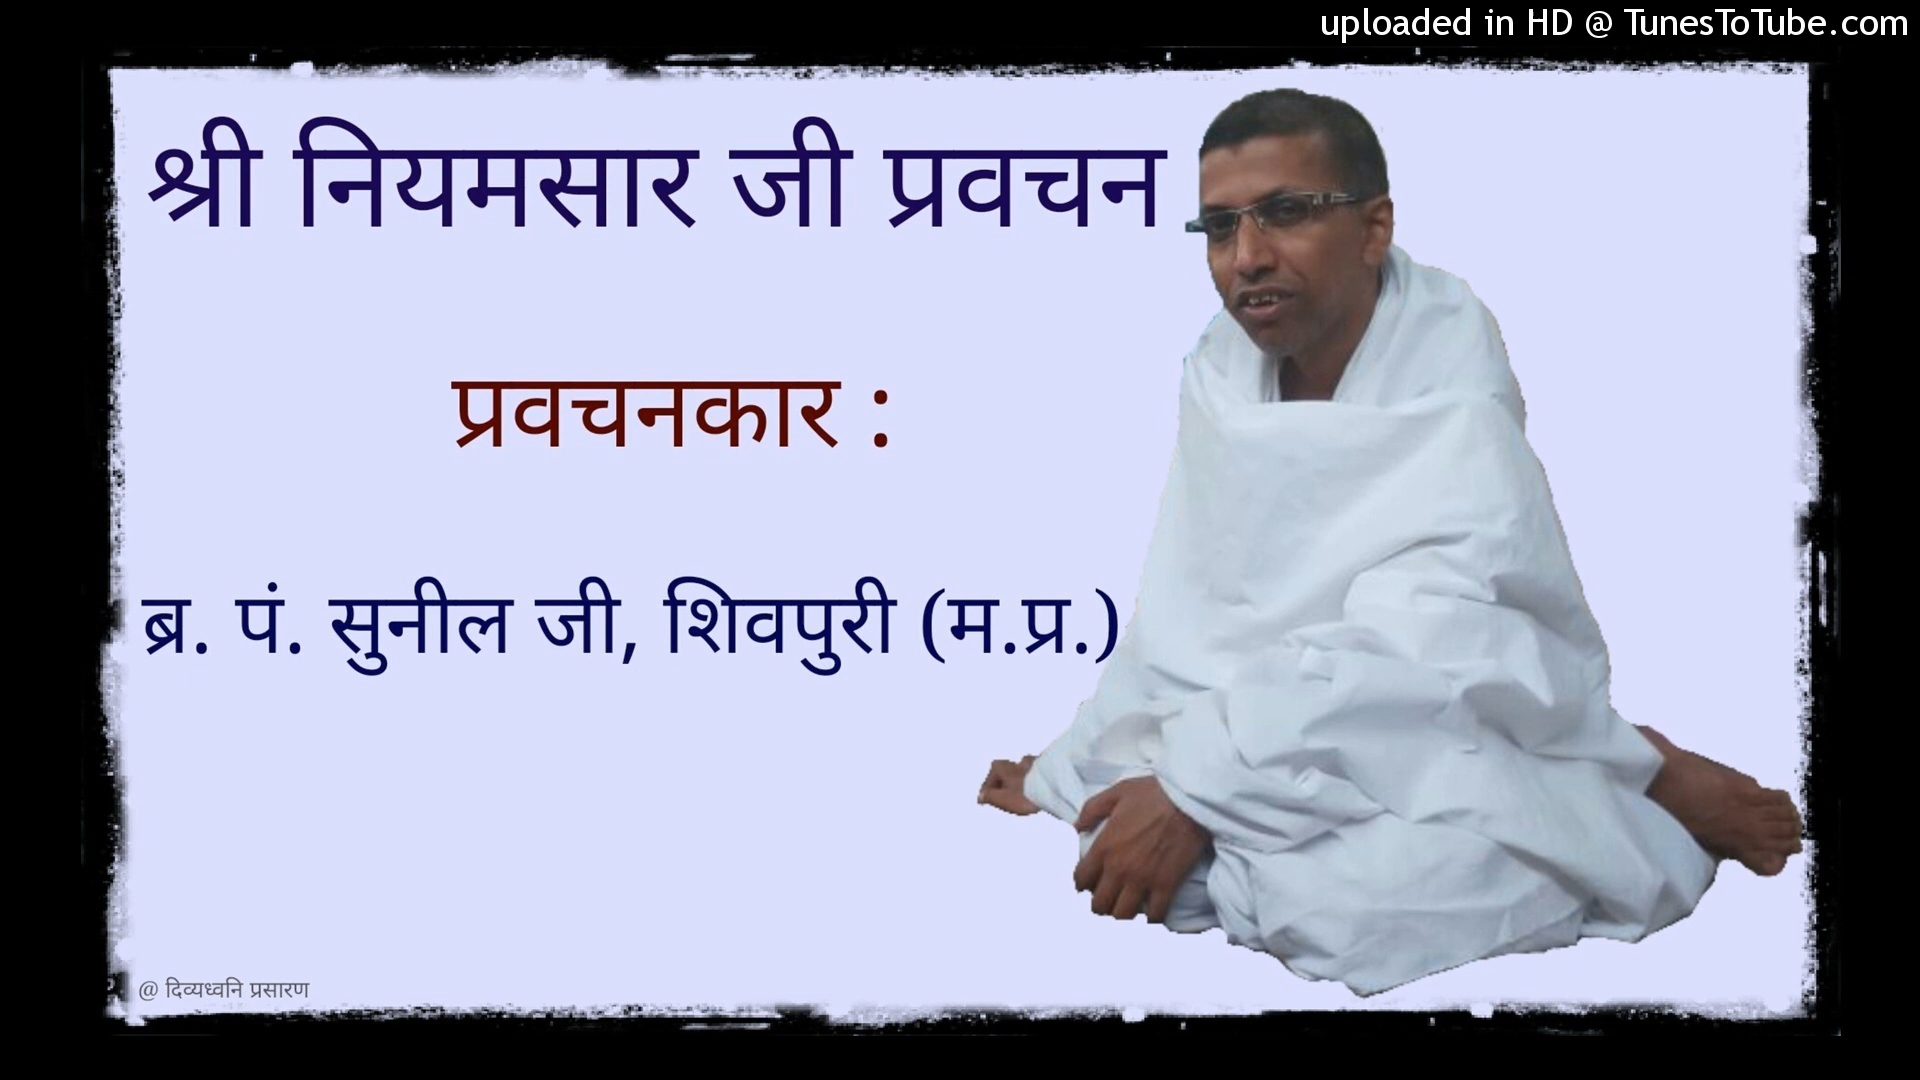 uploaded in HD @ TunesToTube.com
श्री नियमसार जी प्रवचन
प्रवचनकार :
ब्र. पं. सुनील जी, शिवपुरी (म.प्र.)
@ दिव्यध्वनि प्रसारण